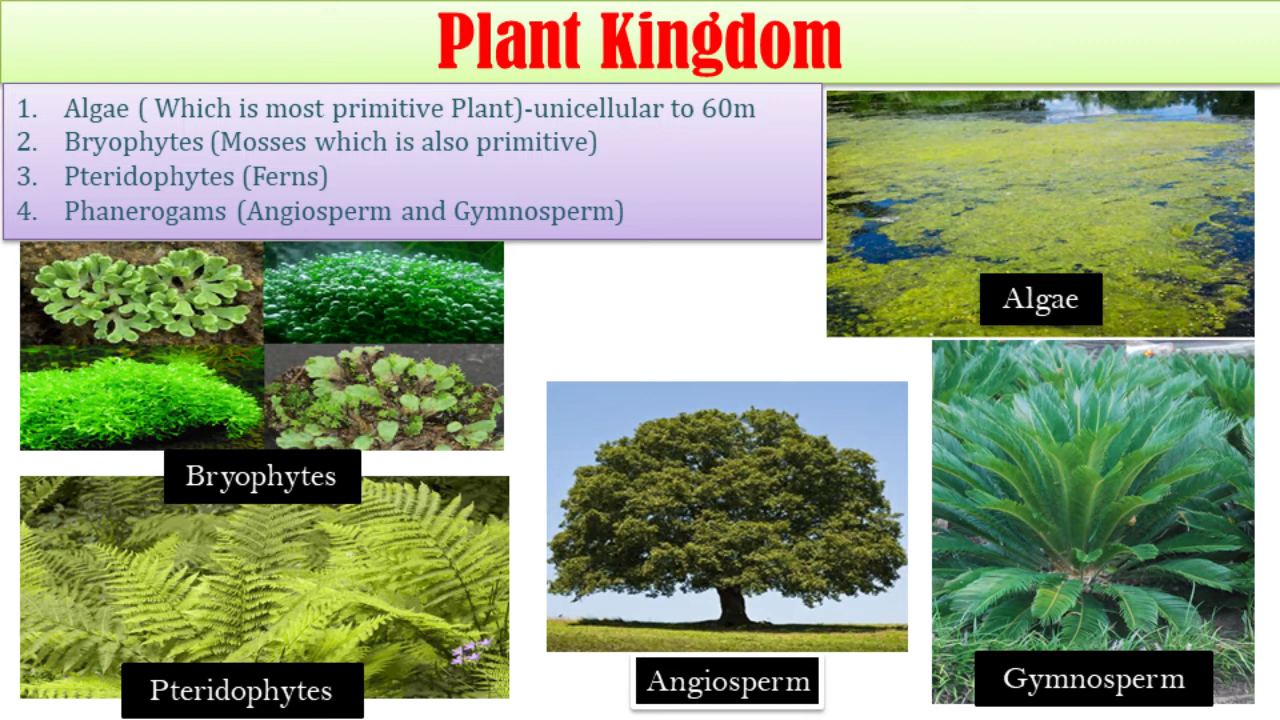 Plant Kingdom
1. Algae ( Which is most primitive Plant)-unicellular to 60m
2. Bryophytes (Mosses which is also primitive)
3. Pteridophytes (Ferns)
4. Phanerogams (Angiosperm and Gymnosperm)
Algae
Bryophytes
Pteridophytes
Angiosperm
Gymnosperm